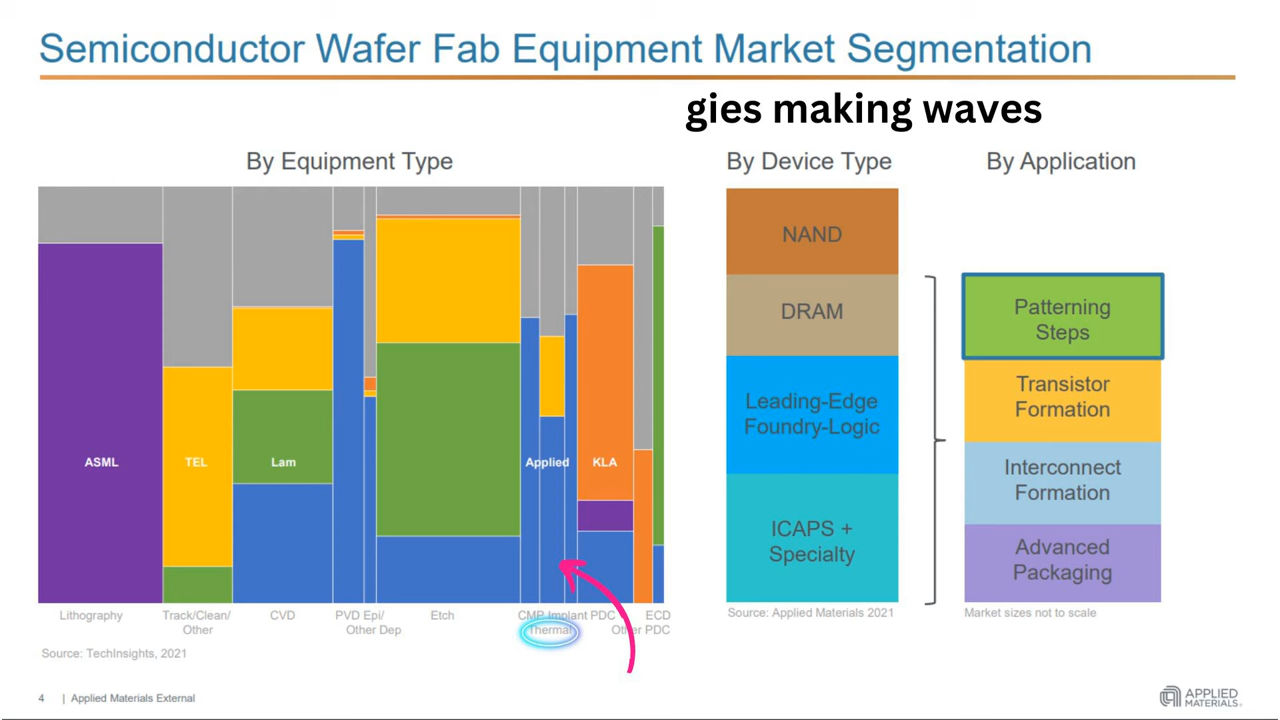 Semiconductor Wafer Fab Equipment Market Segmentation
gies making waves
By Equipment Type
By Device Type
By Application
ASML
TEL
Lam
Applied
KLA
Lithography
Track/Clean/
Other
CVD
PVD Epi/
Other Dep
Etch
CMP Implant PDC
Thermal
ECD
Other PDC
Source: TechInsights, 2021
NAND
DRAM
Leading-Edge
Foundry-Logic
ICAPS +
Specialty
Source: Applied Materials 2021
Patterning
Steps
Transistor
Formation
Interconnect
Formation
Advanced
Packaging
Market sizes not to scale
4 | Applied Materials External
APPLIED
MATERIALS